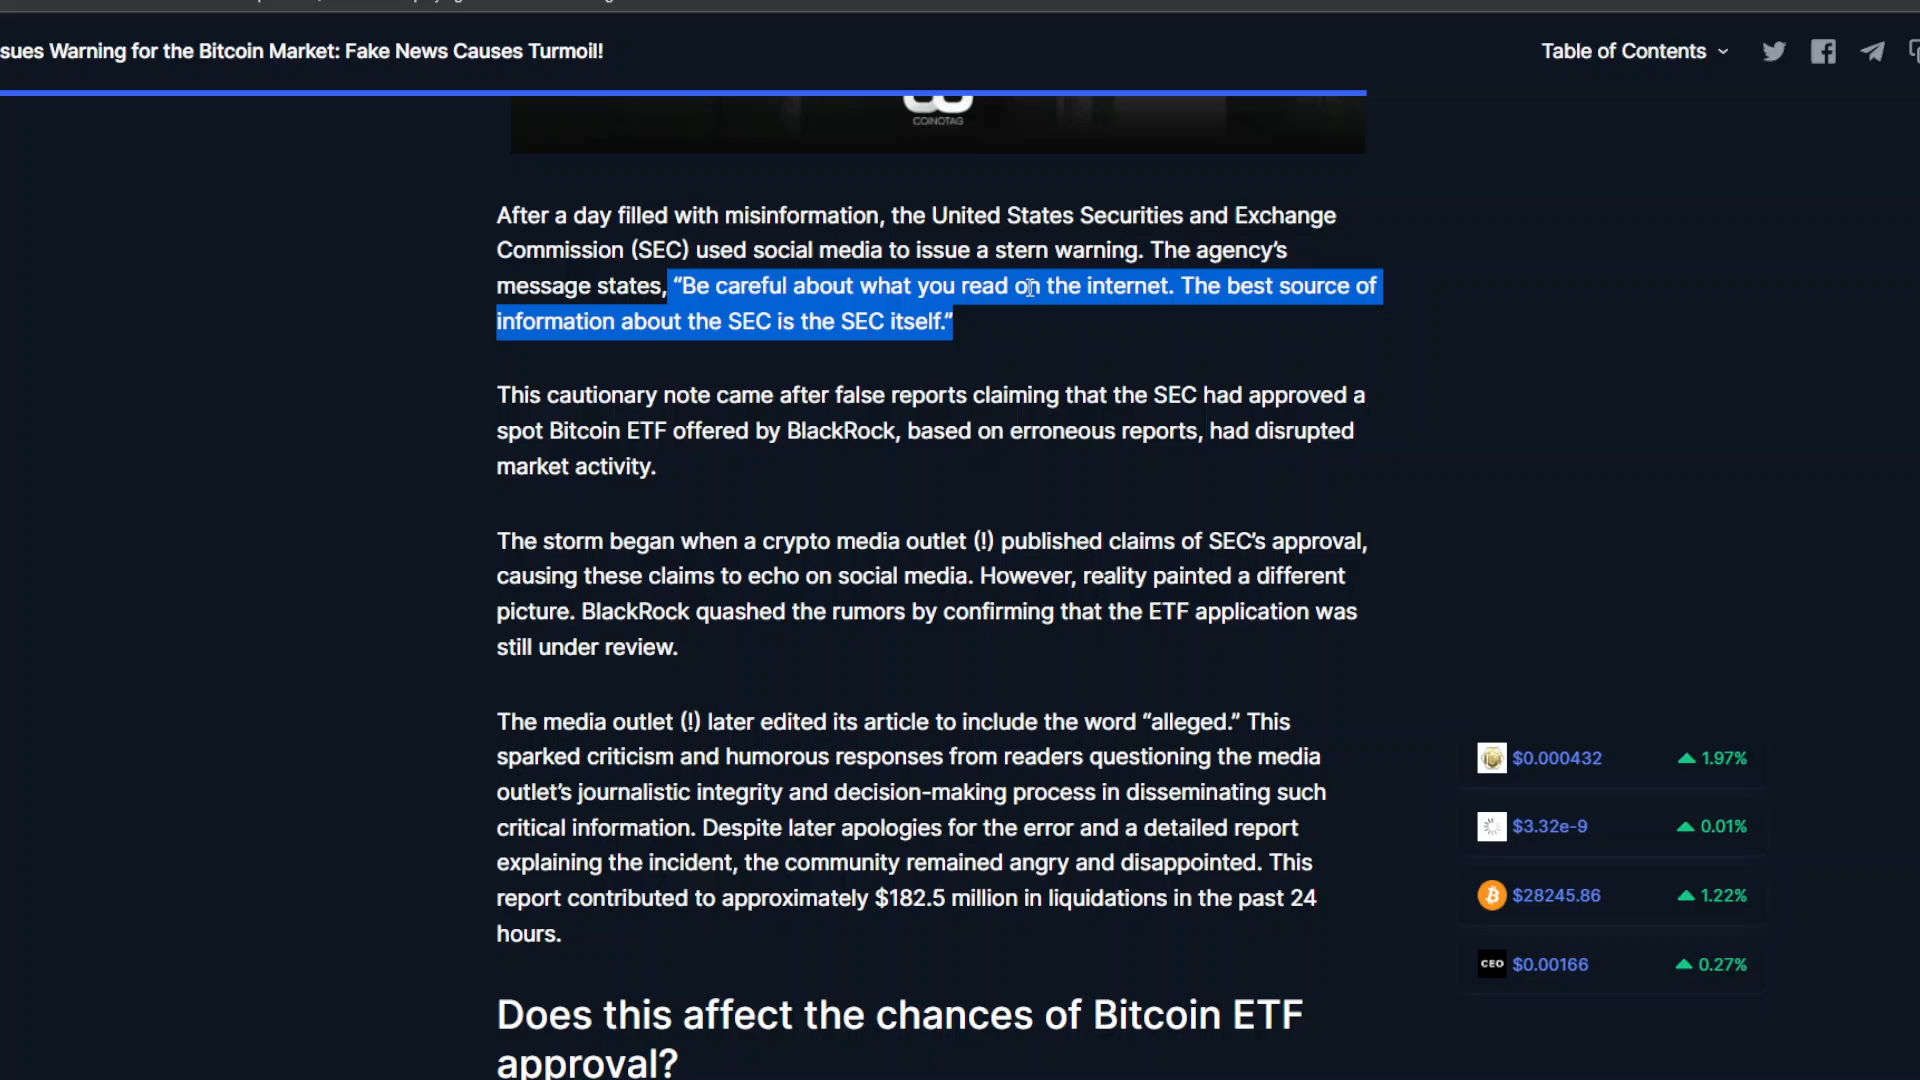 sues Warning for the Bitcoin Market: Fake News Causes Turmoil!
Table of Contents
COINOTAG
After a day filled with misinformation, the United States Securities and Exchange
Commission (SEC) used social media to issue a stern warning. The agency’s
message states, “Be careful about what you read on the internet. The best source of
information about the SEC is the SEC itself.”
This cautionary note came after false reports claiming that the SEC had approved a
spot Bitcoin ETF offered by BlackRock, based on erroneous reports, had disrupted
market activity.
The storm began when a crypto media outlet (!) published claims of SEC’s approval,
causing these claims to echo on social media. However, reality painted a different
picture. BlackRock quashed the rumors by confirming that the ETF application was
still under review.
The media outlet (!) later edited its article to include the word “alleged.” This
sparked criticism and humorous responses from readers questioning the media
outlet’s journalistic integrity and decision-making process in disseminating such
critical information. Despite later apologies for the error and a detailed report
explaining the incident, the community remained angry and disappointed. This
report contributed to approximately $182.5 million in liquidations in the past 24
hours.
$0.000432 1.97%
$3.32e-9 0.01%
$28245.86 1.22%
CEO $0.00166 0.27%
Does this affect the chances of Bitcoin ETF
approval?